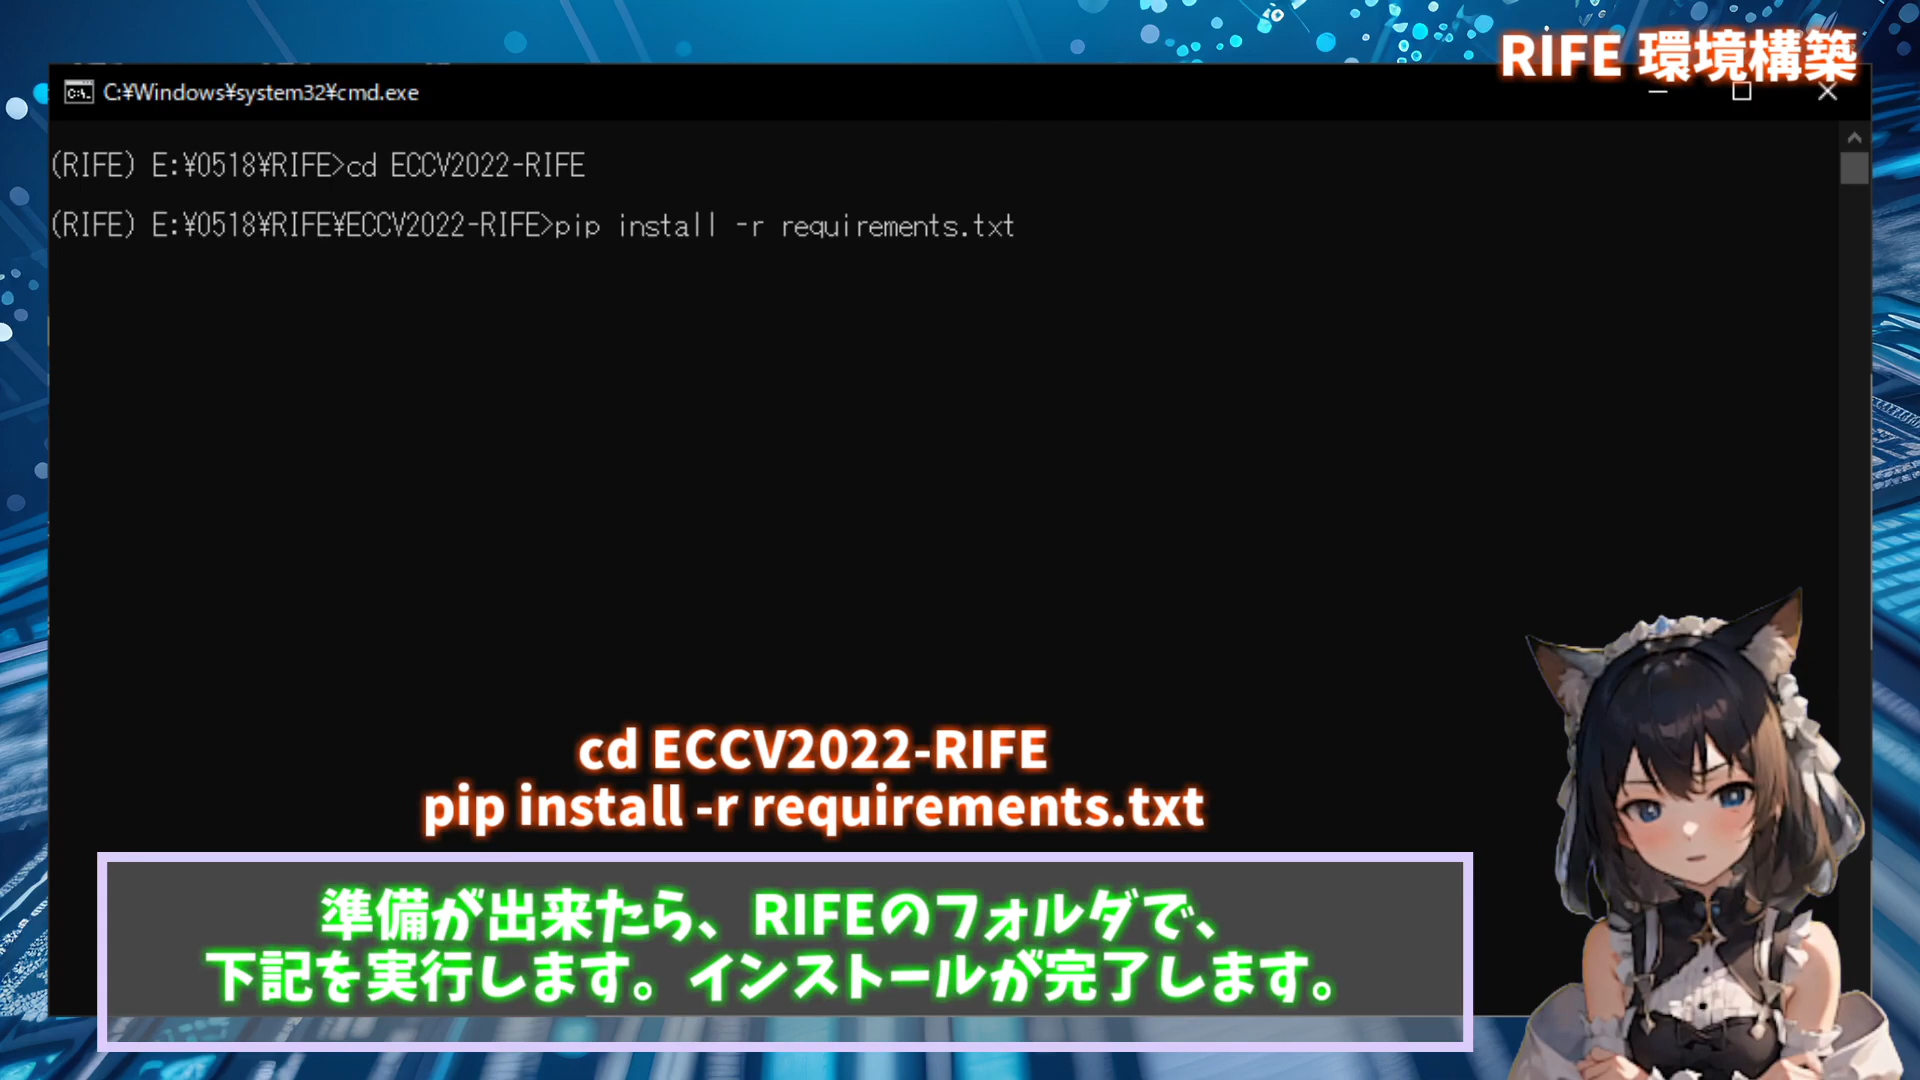 RIFE 環境構築
C:¥Windows¥system32¥cmd.exe
(RIFE) E:¥0518¥RIFE>cd ECCV2022-RIFE
(RIFE) E:¥0518¥RIFE¥ECCV2022-RIFE>pip install -r requirements.txt
cd ECCV2022-RIFE
pip install -r requirements.txt
準備が出来たら、RIFEのフォルダで、
下記を実行します。インストールが完了します。